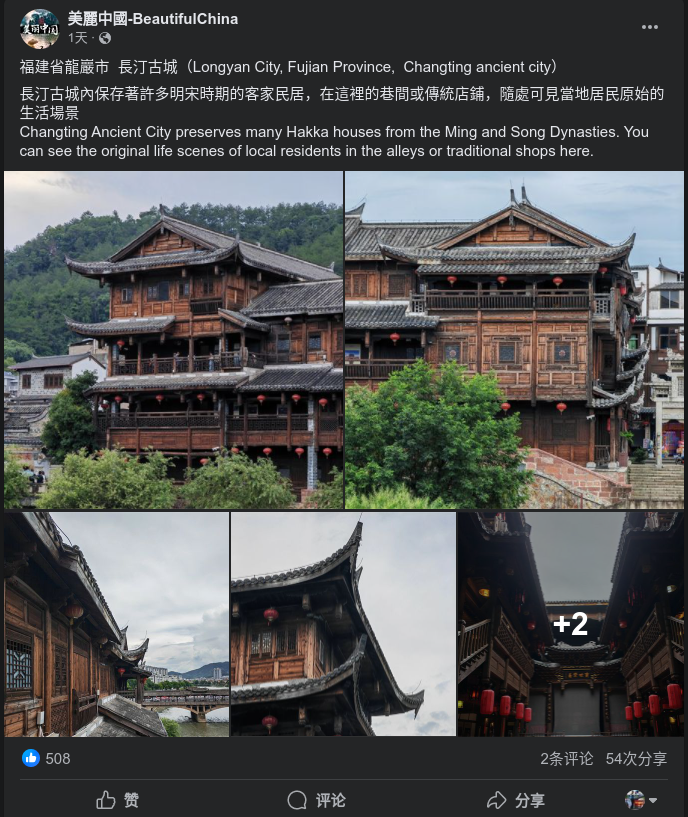 美麗中國-BeautifulChina
1天 ·
福建省龍巖市  長汀古城（Longyan City, Fujian Province,  Changting ancient city）
長汀古城內保存著許多明宋時期的客家民居，在這裡的巷間或傳統店鋪，隨處可見當地居民原始的
生活場景
Changting Ancient City preserves many Hakka houses from the Ming and Song Dynasties. You
can see the original life scenes of local residents in the alleys or traditional shops here.
+2
508
2条评论 54次分享
赞 评论 分享